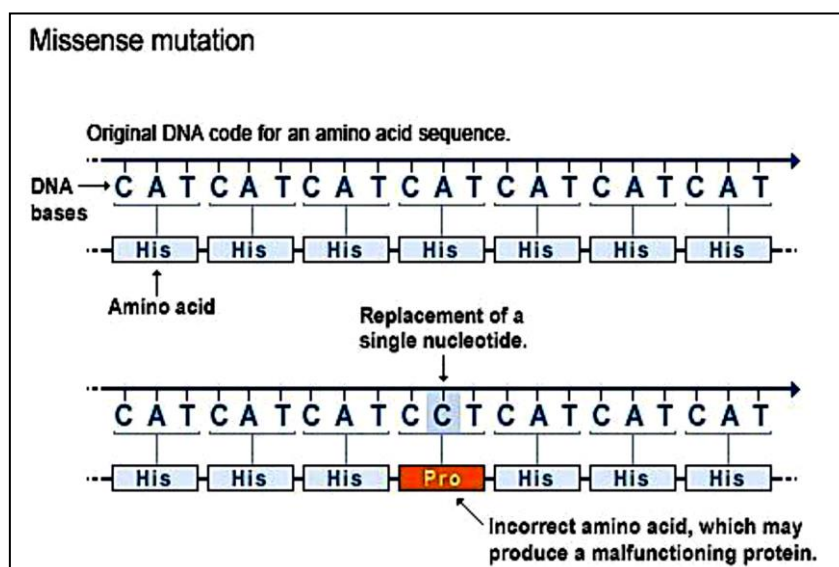 Missense mutation
Original DNA code for an amino acid sequence.
DNA bases
C A T C A T C A T C A T C A T C A T C A T
His His His His His His His
Amino acid
Replacement of a
single nucleotide.
C A T C A T C A T C C T C A T C A T C A T
His His His Pro His His His
Incorrect amino acid, which may
produce a malfunctioning protein.